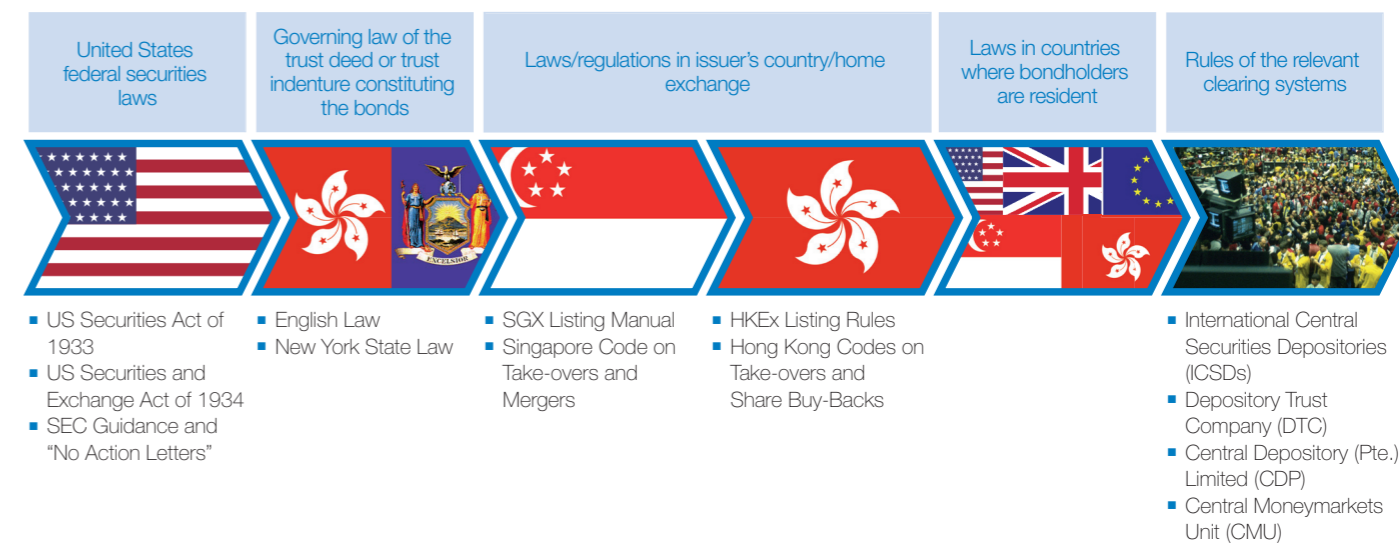 United States
federal securities
laws
Governing law of the
trust deed or trust
indenture constituting
the bonds
Laws/regulations in issuer's country/home
exchange
Laws in countries
where bondholders
are resident
Rules of the relevant
clearing systems
EXCELSIOR
▪ US Securities Act of
1933
▪ US Securities and
Exchange Act of 1934
▪ SEC Guidance and
“No Action Letters”
▪ English Law
▪ New York State Law
▪ SGX Listing Manual
▪ Singapore Code on
Take-overs and
Mergers
▪ HKEx Listing Rules
▪ Hong Kong Codes on
Take-overs and
Share Buy-Backs
▪ International Central
Securities Depositories
(ICSDs)
▪ Depository Trust
Company (DTC)
▪ Central Depository (Pte.)
Limited (CDP)
▪ Central Moneymarkets
Unit (CMU)